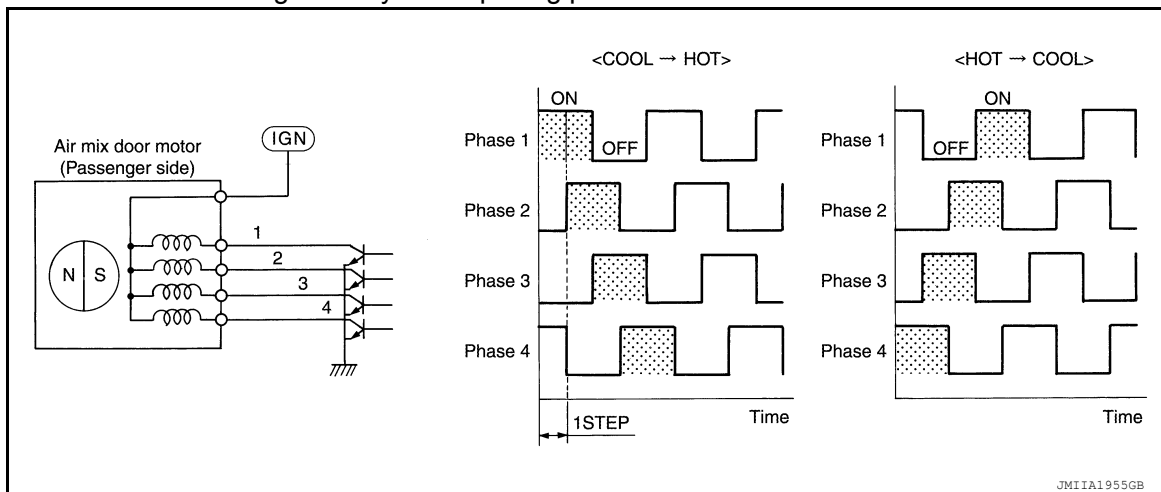 <COOL → HOT>
<HOT → COOL>
ON
ON
IGN
Air mix door motor
(Passenger side)
Phase 1
OFF
Phase 1
OFF
1
Phase 2
Phase 2
2
N S
3
Phase 3
Phase 3
4
Phase 4
Phase 4
Time
Time
1STEP
JMIIA1955GB